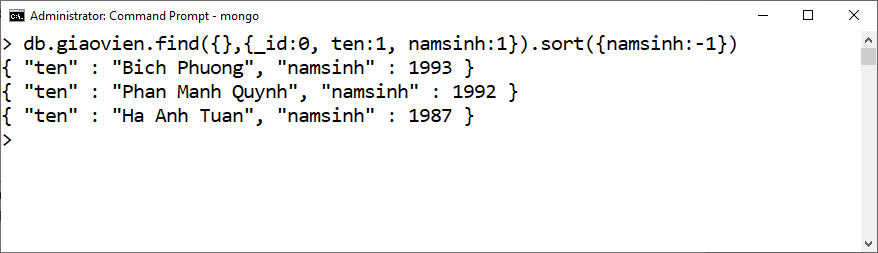 Administrator: Command Prompt - mongo
> db.giaovien.find({},{_id:0, ten:1, namsinh:1}).sort({namsinh:-1})
{ "ten" : "Bich Phuong", "namsinh" : 1993 }
{ "ten" : "Phan Manh Quynh", "namsinh" : 1992 }
{ "ten" : "Ha Anh Tuan", "namsinh" : 1987 }
>